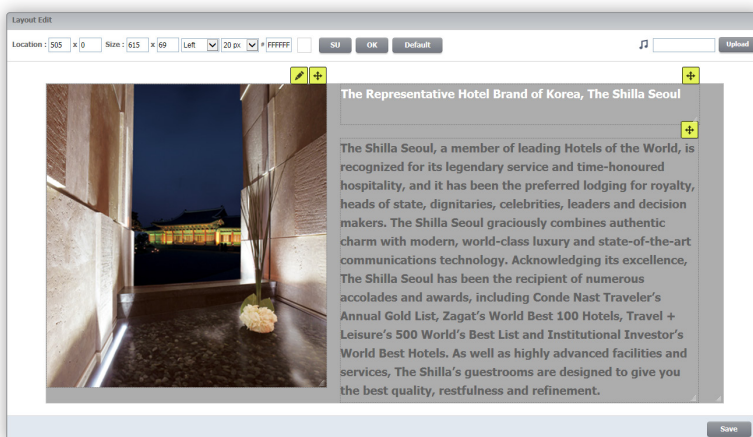 Layout Edit
Location : 505 x 0 Size : 615 x 69 Left 20 px # FFFFFF SU OK Default Upload
The Representative Hotel Brand of Korea, The Shilla Seoul
The Shilla Seoul, a member of leading Hotels of the World, is
recognized for its legendary service and time-honoured
hospitality, and it has been the preferred lodging for royalty,
heads of state, dignitaries, celebrities, leaders and decision
makers. The Shilla Seoul graciously combines authentic
charm with modern, world-class luxury and state-of-the-art
communications technology. Acknowledging its excellence,
The Shilla Seoul has been the recipient of numerous
accolades and awards, including Conde Nast Traveler's
Annual Gold List, Zagat's World Best 100 Hotels, Travel +
Leisure's 500 World's Best List and Institutional Investor's
World Best Hotels. As well as highly advanced facilities and
services, The Shilla's guestrooms are designed to give you
the best quality, restfulness and refinement.
Save